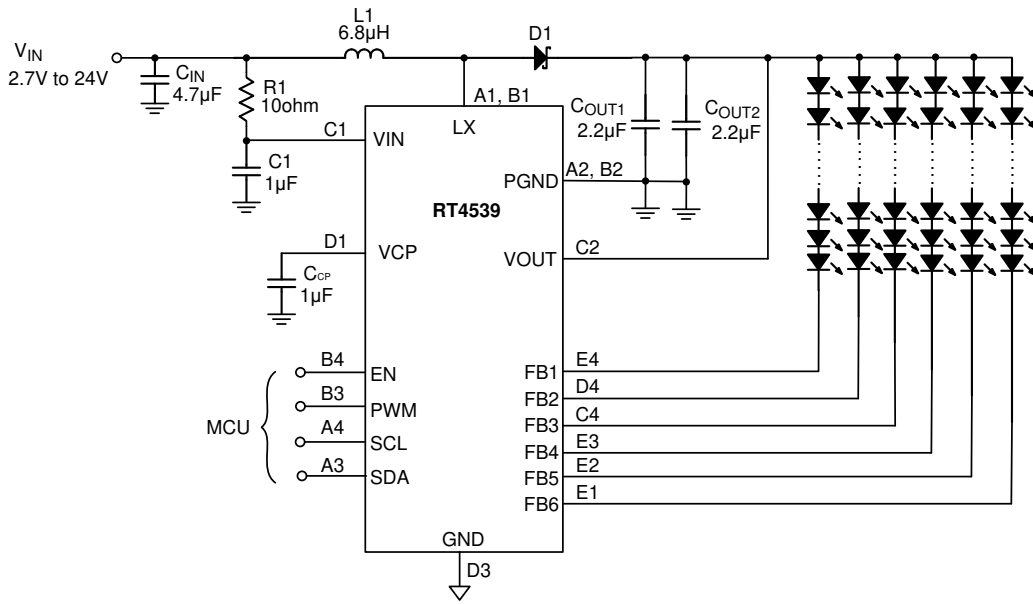 L1
6.8µH
D1
VIN
2.7V to 24V
CIN
4.7µF
R1
10ohm
A1, B1
LX
COUT1
2.2µF
COUT2
2.2µF
C1
VIN
C1
1µF
A2, B2
PGND
RT4539
D1
VCP
C2
VOUT
CCP
1µF
B4
EN
B3
PWM
A4
SCL
A3
SDA
MCU
E4
FB1
D4
FB2
C4
FB3
E3
FB4
E2
FB5
E1
FB6
GND
D3